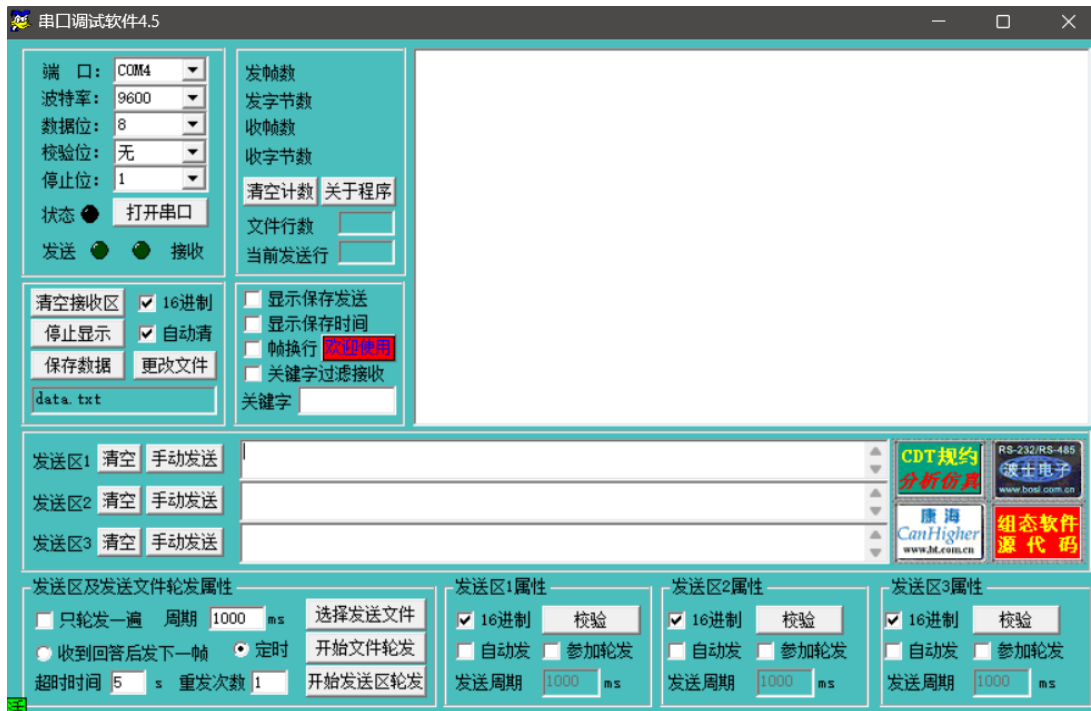 串口调试软件4.5
端 口: COM4
波特率: 9600
数据位: 8
校验位: 无
停止位: 1
状态 打开串口
发送 接收
发帧数
发字节数
收帧数
收字节数
清空计数 关于程序
文件行数
当前发送行
清空接收区 16进制
停止显示 自动清
保存数据 更改文件
data.txt
显示保存发送
显示保存时间
帧换行 欢迎使用
关键字过滤接收
关键字
发送区1 清空 手动发送
发送区2 清空 手动发送
发送区3 清空 手动发送
CDT规约
分析仿真
RS-232/RS-485
波士电子
www.bosi.com.cn
康海
CanHigher
www.ht.com.cn
组态软件
源代码
发送区及发送文件轮发属性
只轮发一遍 周期 1000 ms 选择发送文件
收到回答后发下一帧 定时 开始文件轮发
超时时间 5 s 重发次数 1 开始发送区轮发
发送区1属性
16进制 校验
自动发 参加轮发
发送周期 1000 ms
发送区2属性
16进制 校验
自动发 参加轮发
发送周期 1000 ms
发送区3属性
16进制 校验
自动发 参加轮发
发送周期 1000 ms